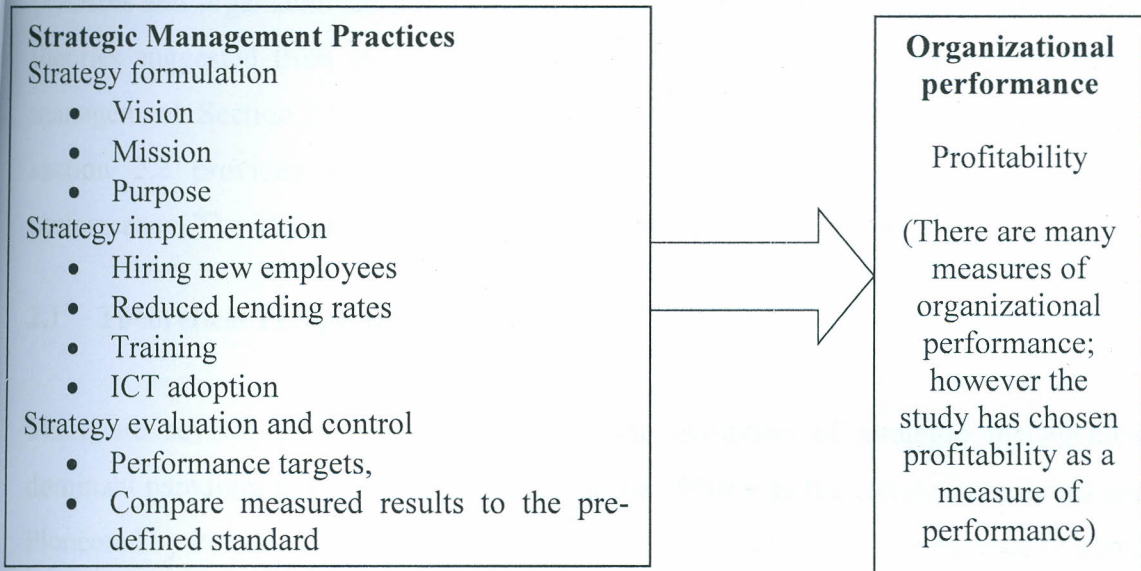 Strategic Management Practices
Strategy formulation
• Vision
• Mission
• Purpose
Strategy implementation
• Hiring new employees
• Reduced lending rates
• Training
• ICT adoption
Strategy evaluation and control
• Performance targets,
• Compare measured results to the pre-
defined standard
Organizational
performance
Profitability
(There are many
measures of
organizational
performance;
however the
study has chosen
profitability as a
measure of
performance)